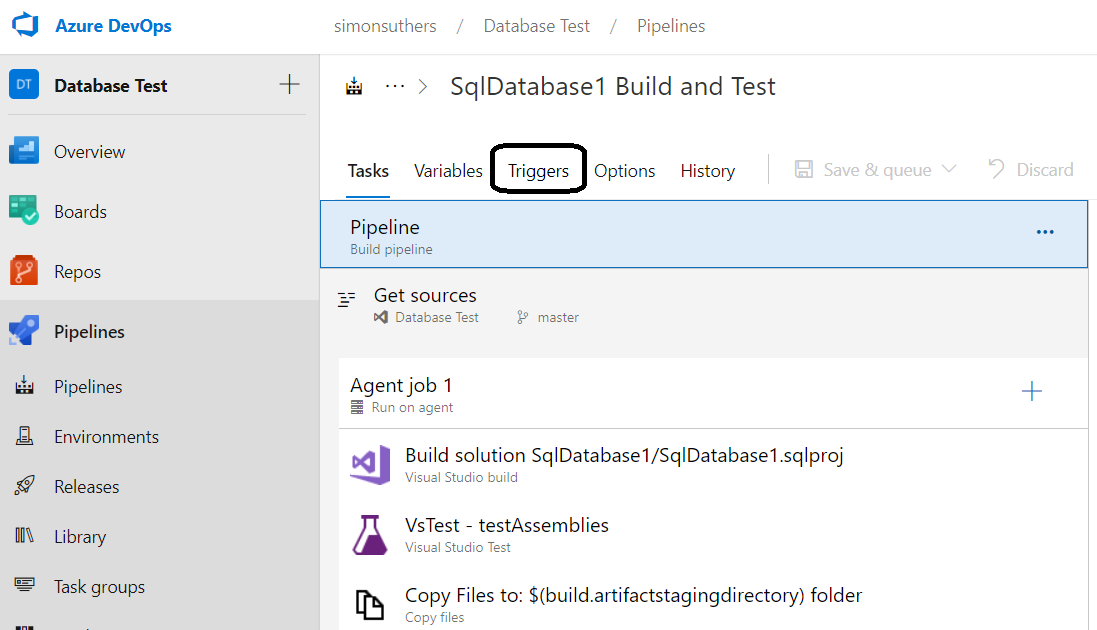 Azure DevOps
simonsuthers / Database Test / Pipelines
DT Database Test
Overview
Boards
Repos
Pipelines
Pipelines
Environments
Releases
Library
Task groups
··· > SqlDatabase1 Build and Test
Tasks Variables Triggers Options History Save & queue Discard
Pipeline
Build pipeline
Get sources
Database Test master
Agent job 1
Run on agent
Build solution SqlDatabase1/SqlDatabase1.sqlproj
Visual Studio build
VsTest - testAssemblies
Visual Studio Test
Copy Files to: $(build.artifactstagingdirectory) folder
Copy files